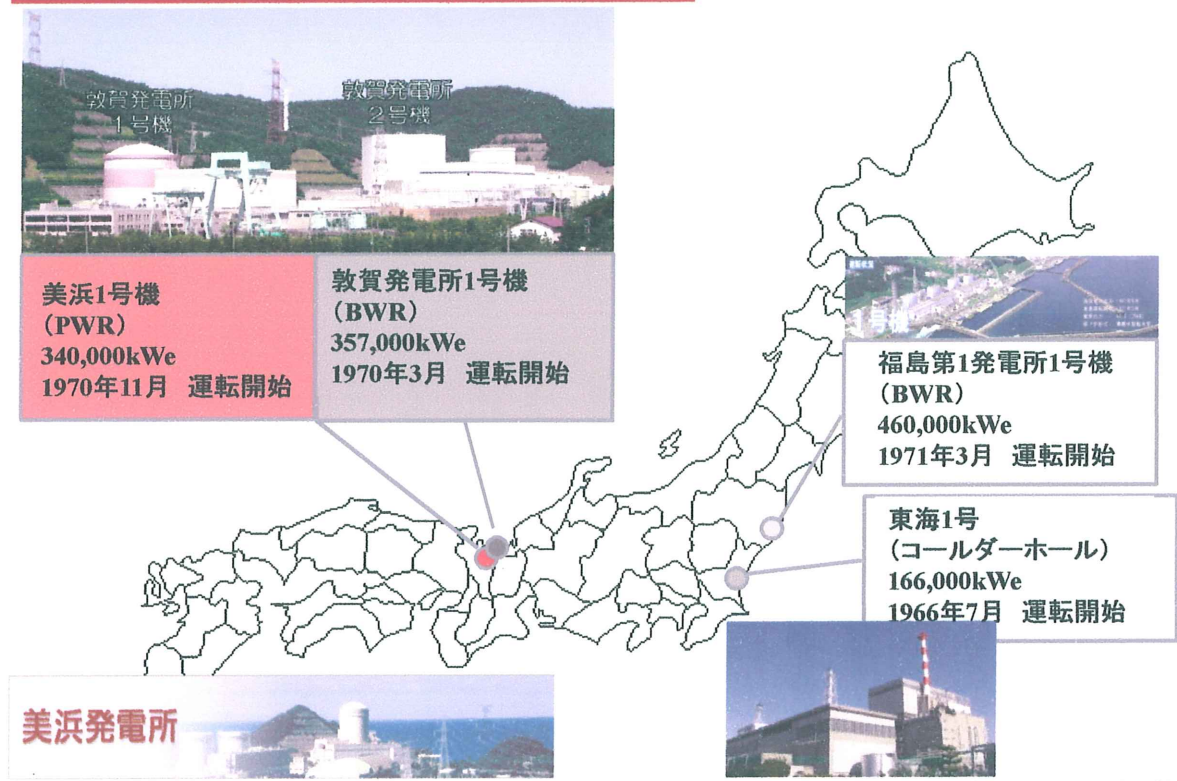 敦賀発電所
1号機
敦賀発電所
2号機
美浜1号機
(PWR)
340,000kWe
1970年11月 運転開始
敦賀発電所1号機
(BWR)
357,000kWe
1970年3月 運転開始
号機
福島第1発電所1号機
(BWR)
460,000kWe
1971年3月 運転開始
東海1号
(コールダーホール)
166,000kWe
1966年7月 運転開始
美浜発電所